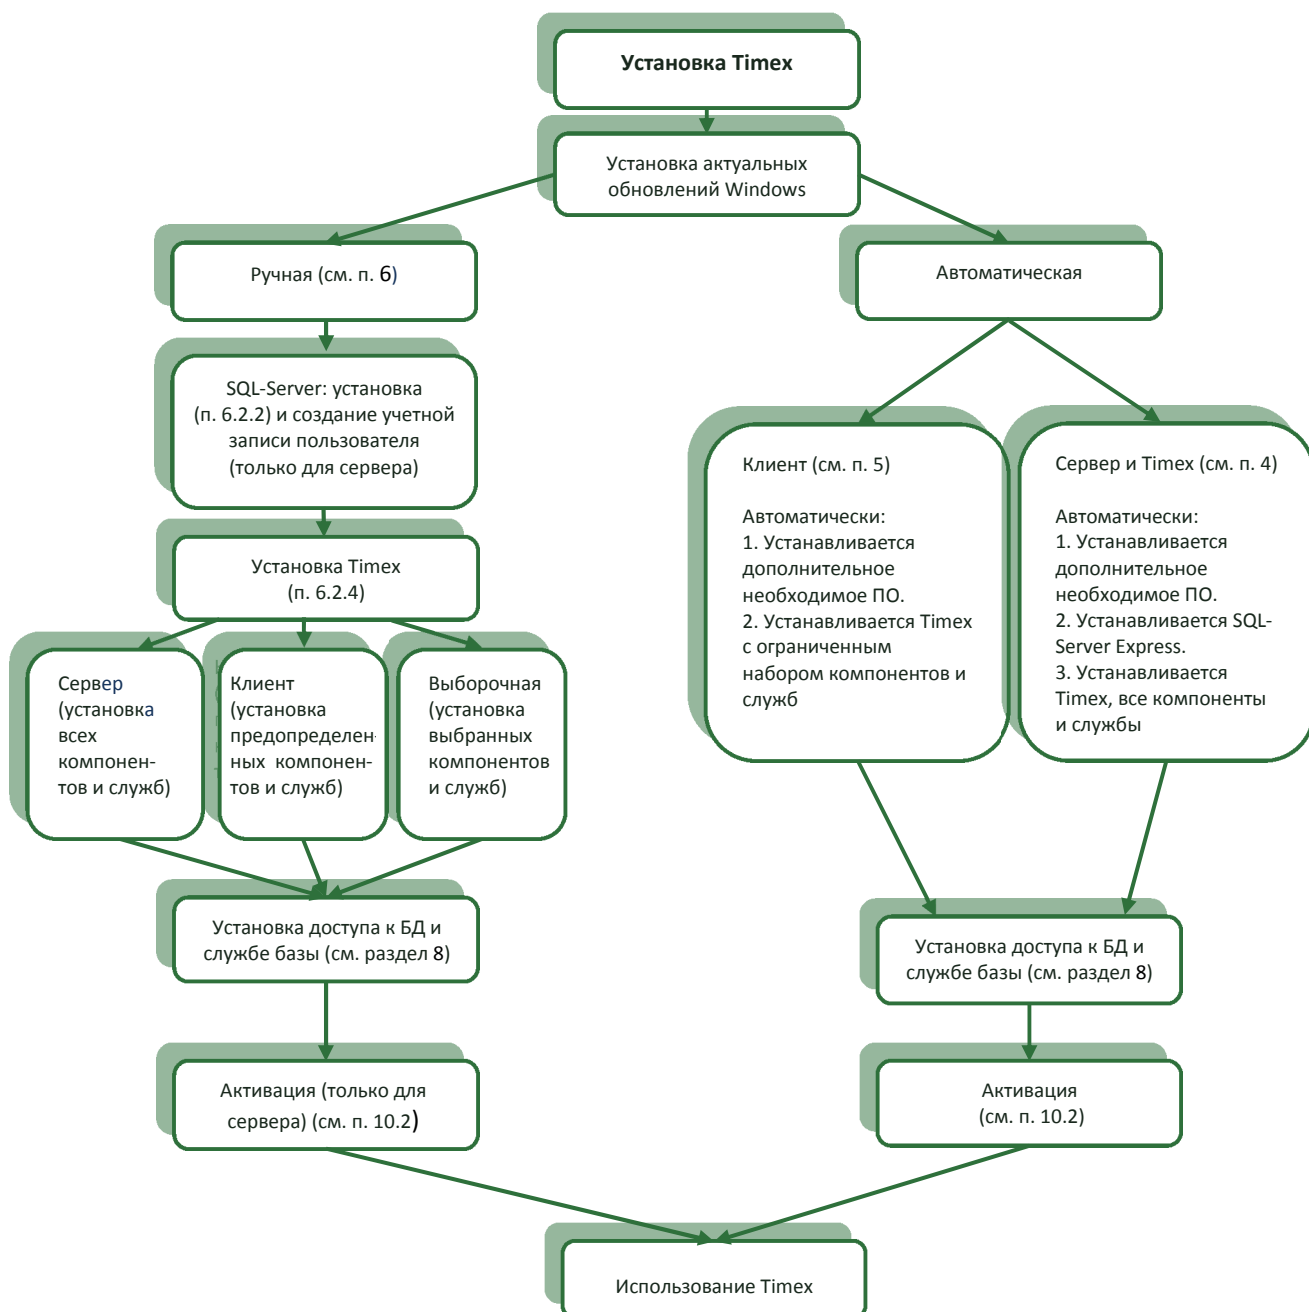 Установка Timex
Установка актуальных
обновлений Windows
Ручная (см. п. 6)
Автоматическая
SQL-Server: установка
(п. 6.2.2) и создание учетной
записи пользователя
(только для сервера)
Установка Timex
(п. 6.2.4)
Сервер
(установка
всех
компонен-
тов и служб)
Клиент
(установка
предопределен-
ных компонен-
тов и служб)
Выборочная
(установка
выбранных
компонентов
и служб)
Клиент (см. п. 5)
Автоматически:
1. Устанавливается
дополнительное
необходимое ПО.
2. Устанавливается Timex
с ограниченным
набором компонентов и
служб
Сервер и Timex (см. п. 4)
Автоматически:
1. Устанавливается
дополнительное
необходимое ПО.
2. Устанавливается SQL-
Server Express.
3. Устанавливается
Timex, все компоненты
и службы
Установка доступа к БД и
службе базы (см. раздел 8)
Установка доступа к БД и
службе базы (см. раздел 8)
Активация (только для
сервера) (см. п. 10.2)
Активация
(см. п. 10.2)
Использование Timex